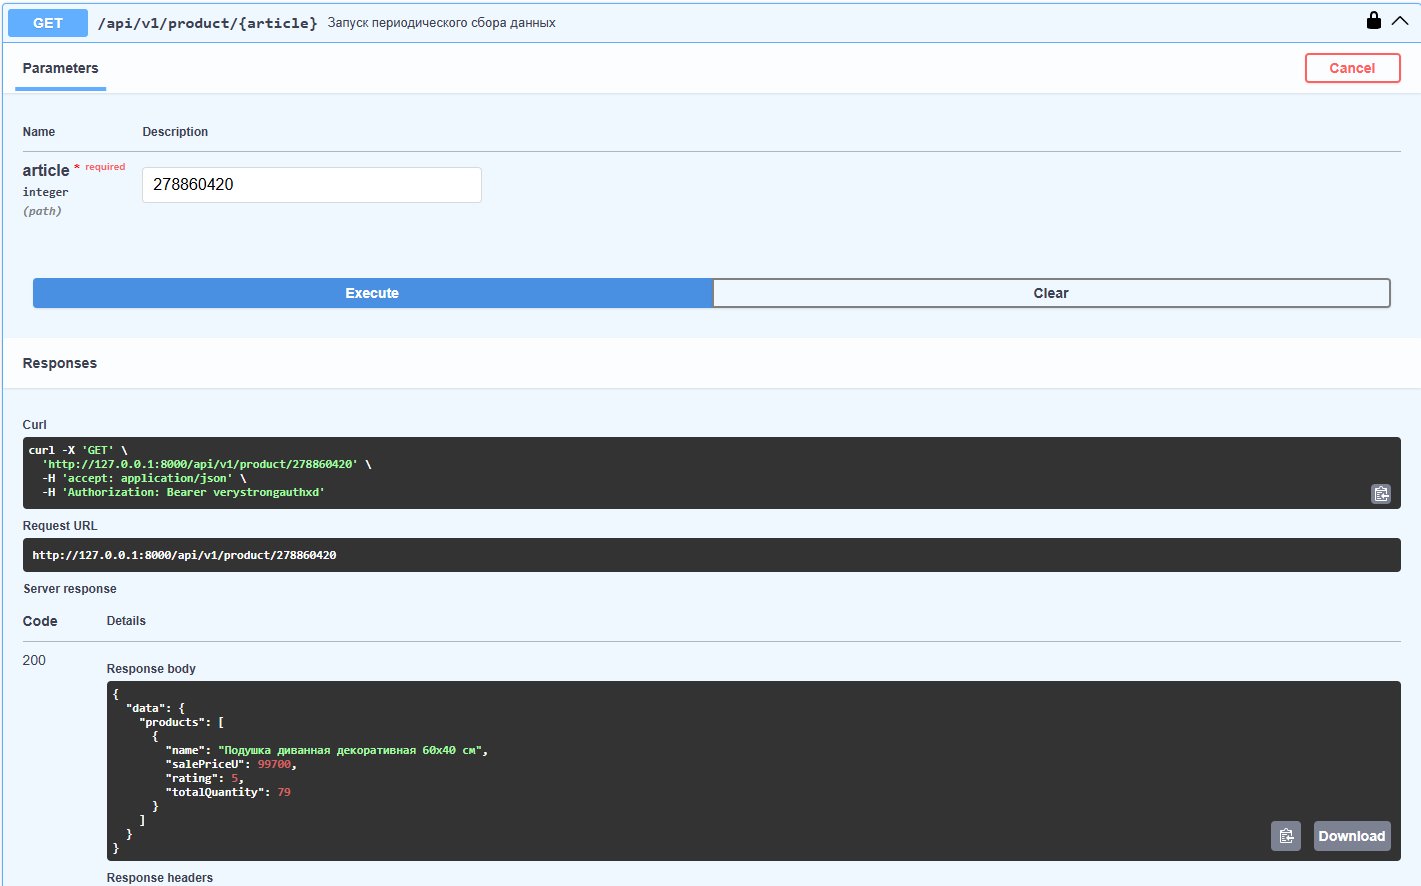 GET /api/v1/product/{article} Запуск периодического сбора данных
Parameters
Cancel
Name Description
article * required
integer
(path)
278860420
Execute Clear
Responses
Curl
curl -X 'GET' \
'http://127.0.0.1:8000/api/v1/product/278860420' \
-H 'accept: application/json' \
-H 'Authorization: Bearer verystrongauthxd'
Request URL
http://127.0.0.1:8000/api/v1/product/278860420
Server response
Code Details
200
Response body
{
"data": {
"products": [
{
"name": "Подушка диванная декоративная 60х40 см",
"salePriceU": 99700,
"rating": 5,
"totalQuantity": 79
}
]
}
}
Download
Response headers